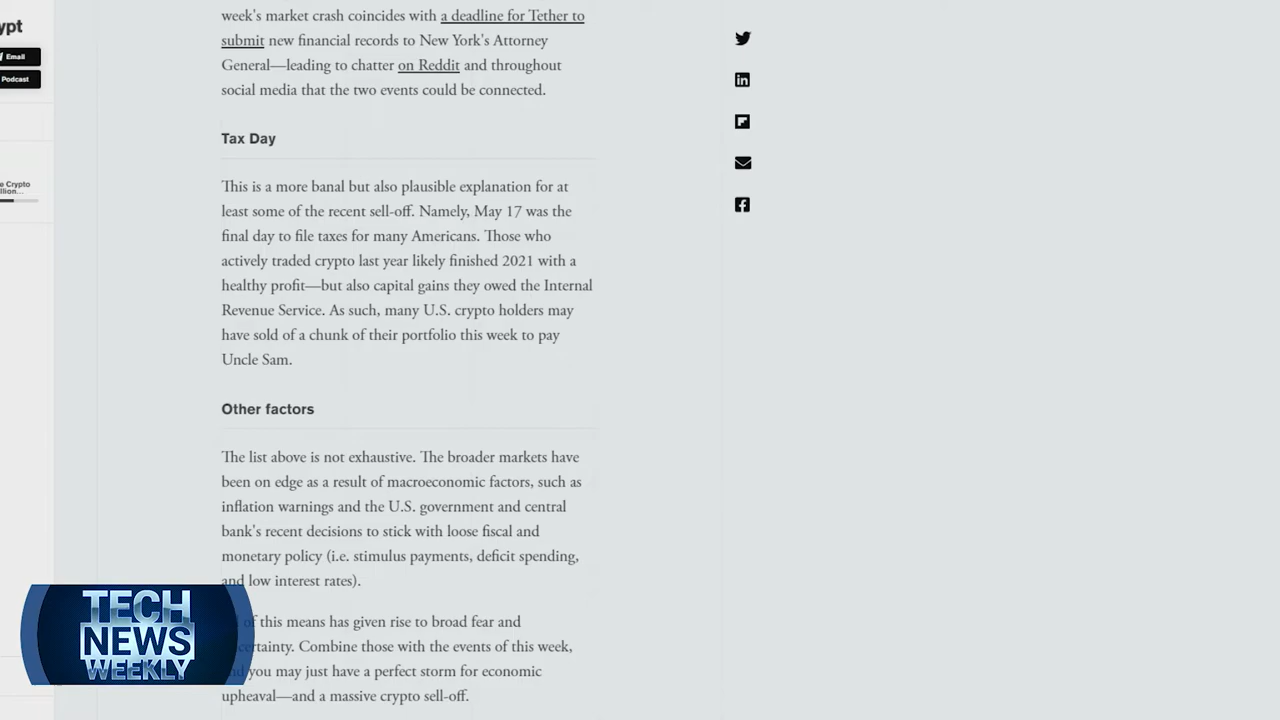 ypt
Email
Podcast
e Crypto
llion...
week's market crash coincides with a deadline for Tether to
submit new financial records to New York's Attorney
General—leading to chatter on Reddit and throughout
social media that the two events could be connected.
Tax Day
This is a more banal but also plausible explanation for at
least some of the recent sell-off. Namely, May 17 was the
final day to file taxes for many Americans. Those who
actively traded crypto last year likely finished 2021 with a
healthy profit—but also capital gains they owed the Internal
Revenue Service. As such, many U.S. crypto holders may
have sold of a chunk of their portfolio this week to pay
Uncle Sam.
Other factors
The list above is not exhaustive. The broader markets have
been on edge as a result of macroeconomic factors, such as
inflation warnings and the U.S. government and central
bank's recent decisions to stick with loose fiscal and
monetary policy (i.e. stimulus payments, deficit spending,
and low interest rates).
of this means has given rise to broad fear and
certainty. Combine those with the events of this week,
and you may just have a perfect storm for economic
upheaval—and a massive crypto sell-off.
TECH
NEWS
WEEKLY